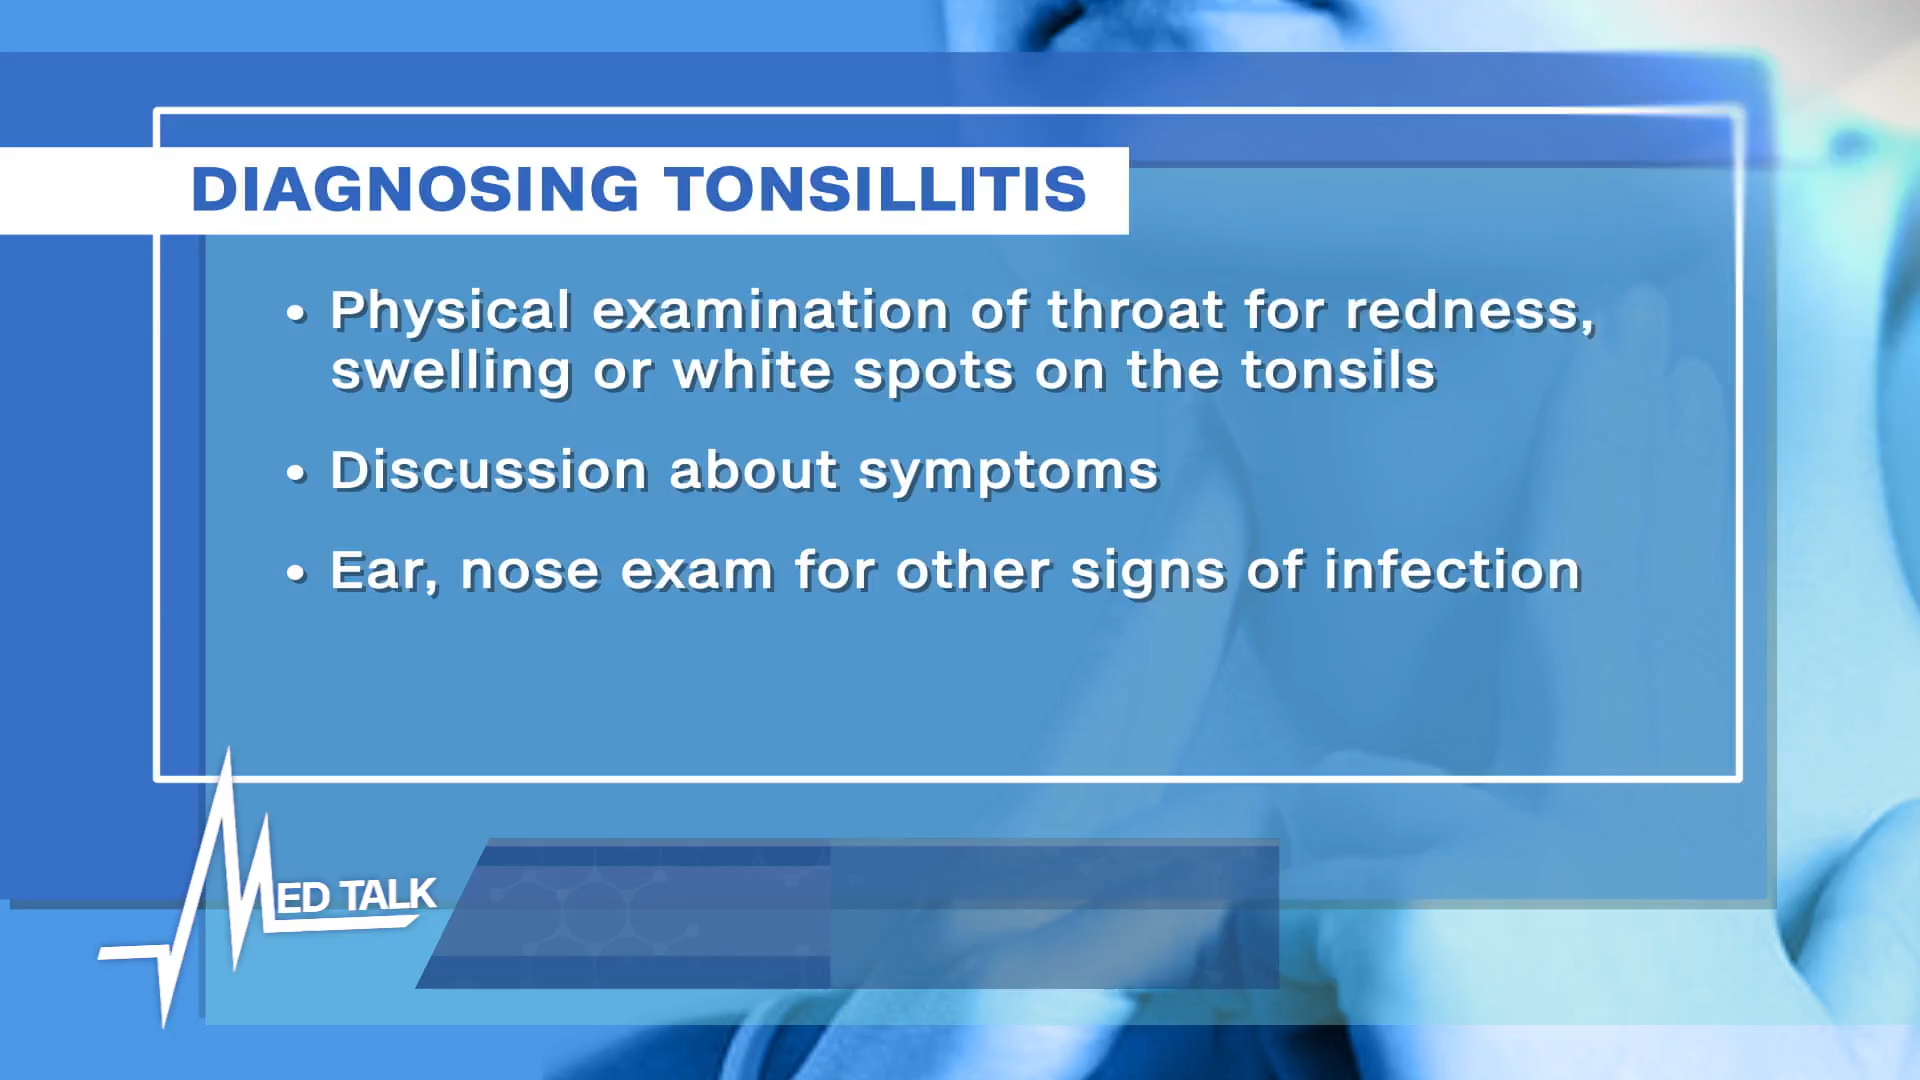 DIAGNOSING TONSILLITIS
• Physical examination of throat for redness,
swelling or white spots on the tonsils
• Discussion about symptoms
• Ear, nose exam for other signs of infection
MED TALK